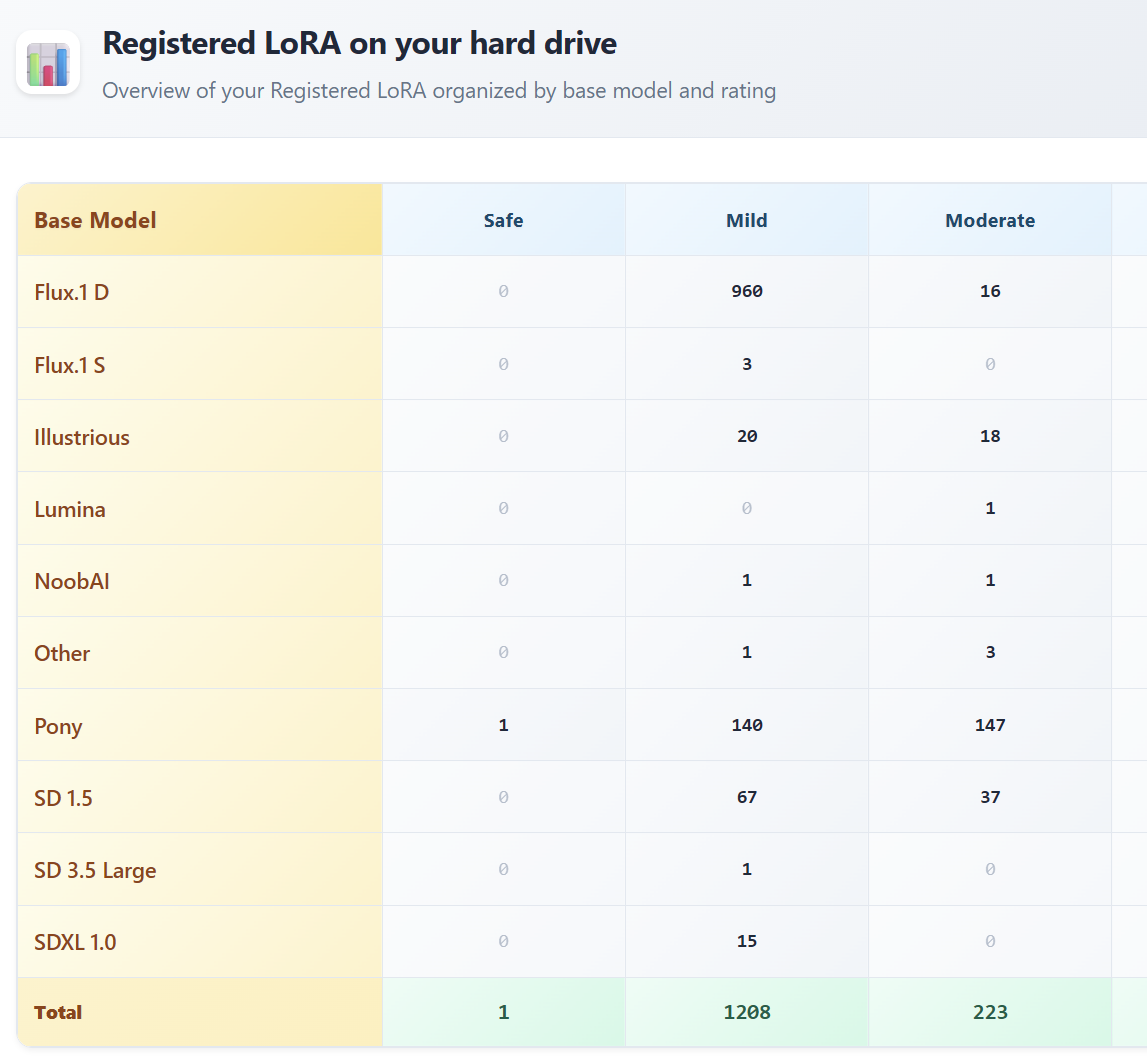 Registered LoRA on your hard drive
Overview of your Registered LoRA organized by base model and rating
Base Model Safe Mild Moderate
Flux.1 D 0 960 16
Flux.1 S 0 3 0
Illustrious 0 20 18
Lumina 0 0 1
NoobAI 0 1 1
Other 0 1 3
Pony 1 140 147
SD 1.5 0 67 37
SD 3.5 Large 0 1 0
SDXL 1.0 0 15 0
Total 1 1208 223